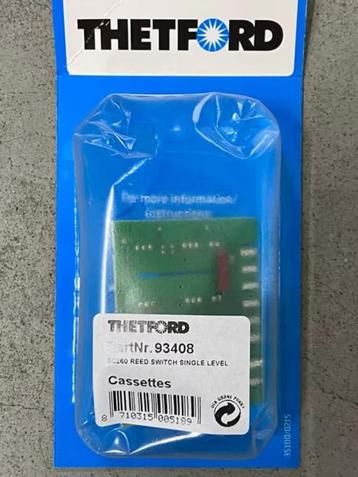 THETFORD
For more information/
instructions
THETFORD
PartNr. 93408
SC260 REED SWITCH SINGLE LEVEL
Cassettes
8 710315 005189
35100/0215